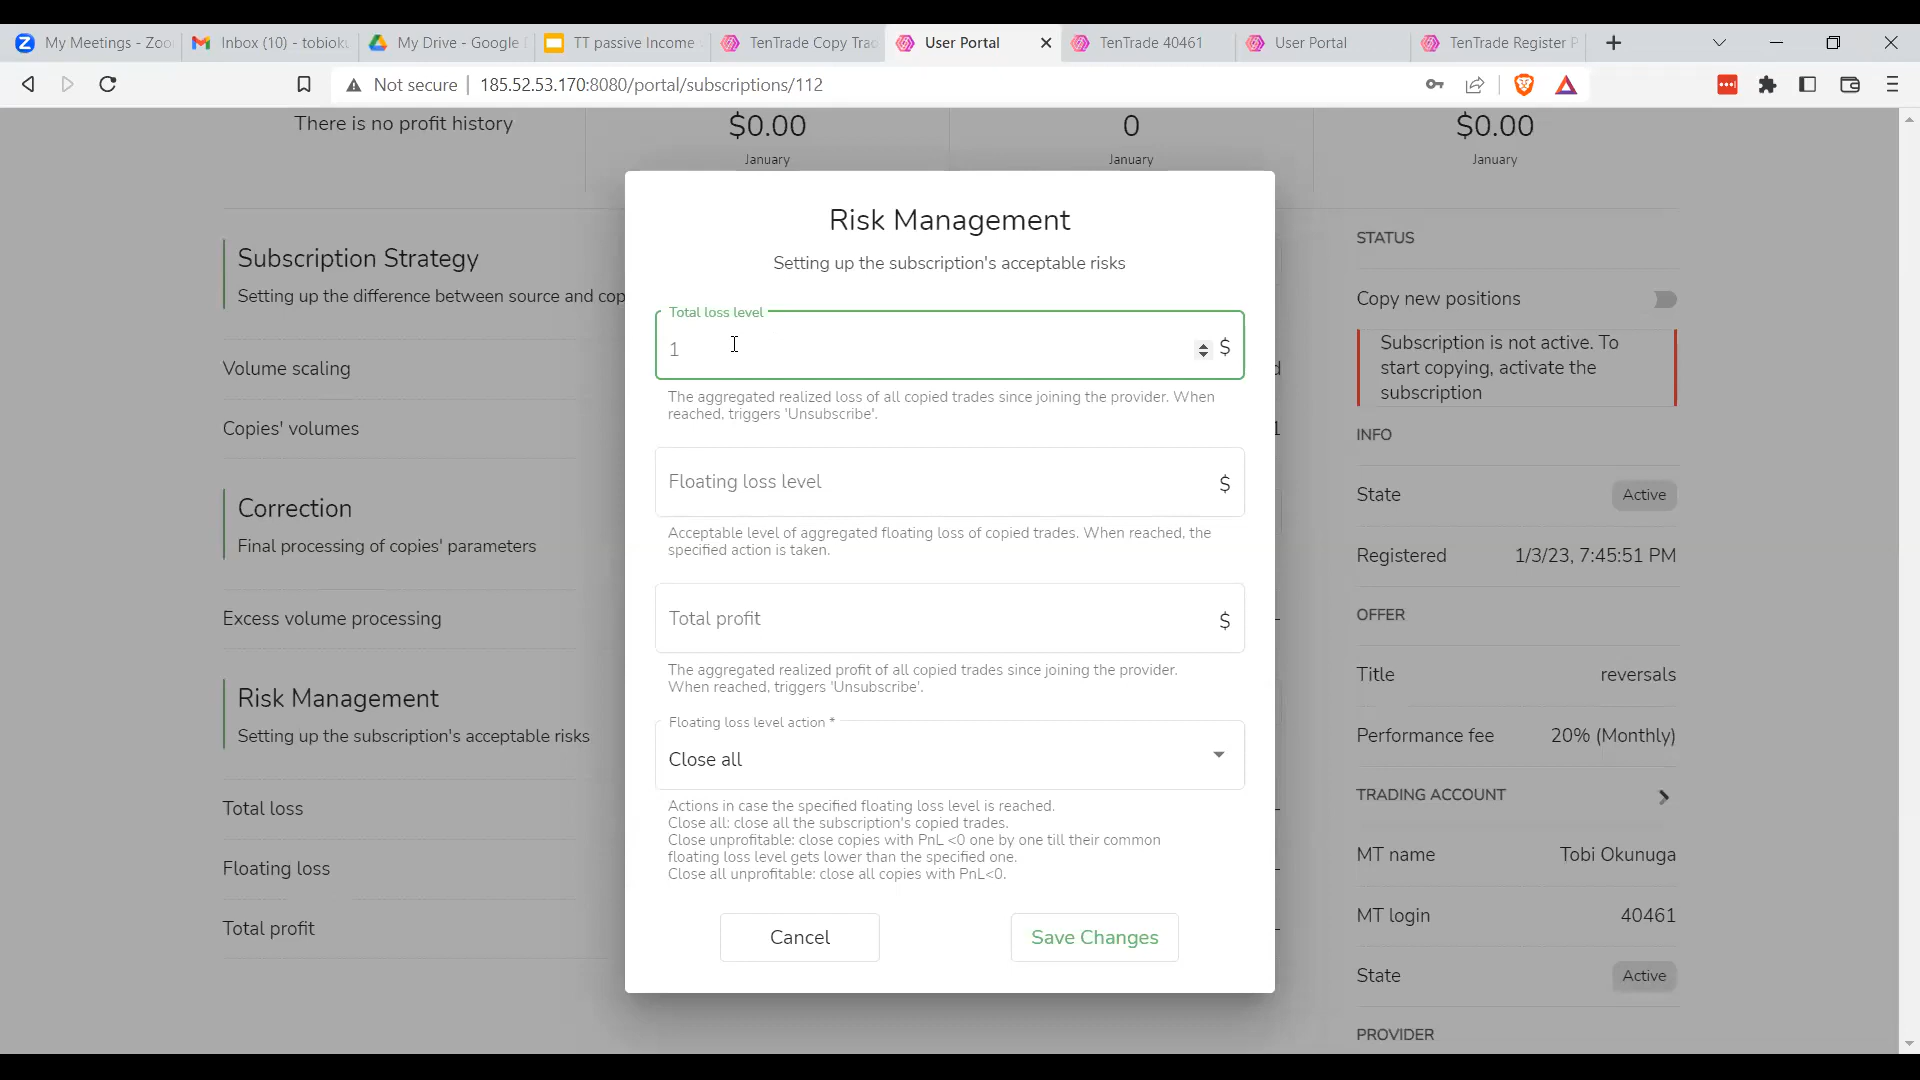 My Meetings - Zoo
Inbox (10) - tobioku
My Drive - Google
TT passive Income
TenTrade Copy Trad
User Portal
TenTrade 40461
User Portal
TenTrade Register P
Not secure
185.52.53.170:8080/portal/subscriptions/112
There is no profit history
$0.00
January
0
January
$0.00
January
Risk Management
Setting up the subscription's acceptable risks
Total loss level
1
$
The aggregated realized loss of all copied trades since joining the provider. When
reached, triggers 'Unsubscribe'.
Floating loss level
$
Acceptable level of aggregated floating loss of copied trades. When reached, the
specified action is taken.
Total profit
$
The aggregated realized profit of all copied trades since joining the provider.
When reached, triggers 'Unsubscribe'.
Floating loss level action *
Close all
Actions in case the specified floating loss level is reached.
Close all: close all the subscription's copied trades.
Close unprofitable: close copies with PnL <0 one by one till their common
floating loss level gets lower than the specified one.
Close all unprofitable: close all copies with PnL<0.
Cancel
Save Changes
Subscription Strategy
Setting up the difference between source and cop
Volume scaling
Copies' volumes
Correction
Final processing of copies' parameters
Excess volume processing
Risk Management
Setting up the subscription's acceptable risks
Total loss
Floating loss
Total profit
STATUS
Copy new positions
Subscription is not active. To
start copying, activate the
subscription
INFO
State Active
Registered 1/3/23, 7:45:51 PM
OFFER
Title reversals
Performance fee 20% (Monthly)
TRADING ACCOUNT
MT name Tobi Okunuga
MT login 40461
State Active
PROVIDER